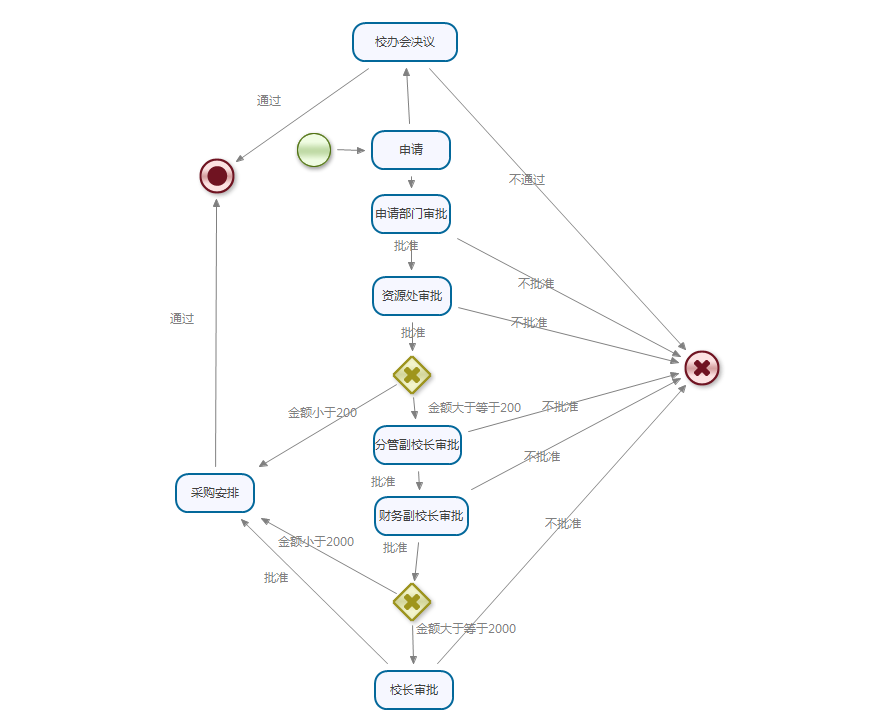 校办会决议
通过
申请
不通过
申请部门审批
批准
不批准
资源处审批
通过
不批准
批准
金额小于200
金额大于等于200
不批准
分管副校长审批
不批准
批准
采购安排
财务副校长审批
不批准
金额小于2000
批准
批准
金额大于等于2000
校长审批